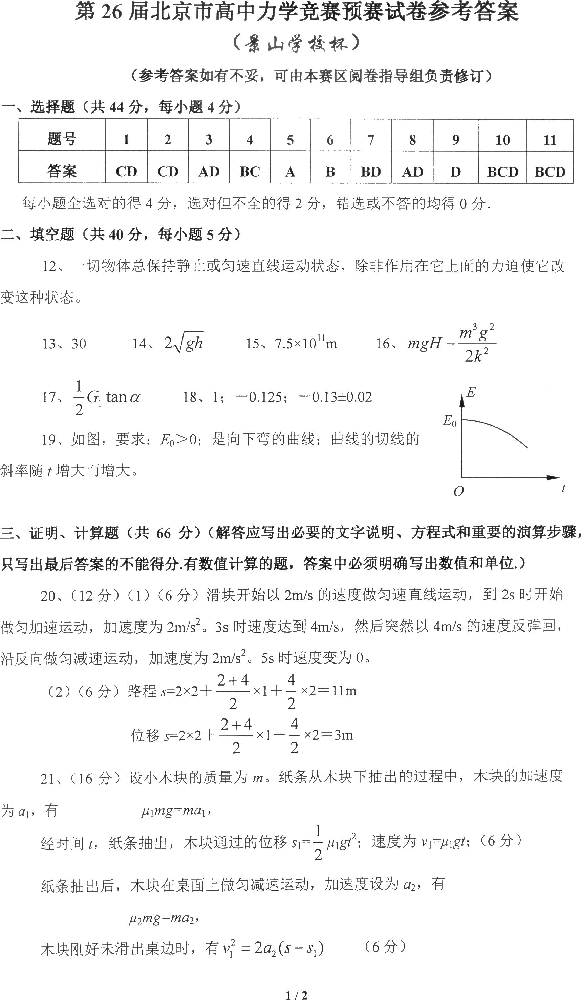 第 26 届北京市高中力学竞赛预赛试卷参考答案
（景山学校杯）
（参考答案如有不妥，可由本赛区阅卷指导组负责修订）
一、选择题（共 44 分，每小题 4 分）
题号 1 2 3 4 5 6 7 8 9 10 11
答案 CD CD AD BC A B BD AD D BCD BCD
每小题全选对的得 4 分，选对但不全的得 2 分，错选或不答的均得 0 分.
二、填空题（共 40 分，每小题 5 分）
12、一切物体总保持静止或匀速直线运动状态，除非作用在它上面的力迫使它改
变这种状态。
13、30 14、$2\sqrt{gh}$ 15、7.5×10¹¹m 16、$mgH-\frac{m^3g^2}{2k^2}$
17、$\frac{1}{2}G_1\tan\alpha$ 18、1；－0.125；－0.13±0.02
E
E₀
19、如图，要求：E₀＞0；是向下弯的曲线；曲线的切线的
斜率随 t 增大而增大。
O t
三、证明、计算题（共 66 分）（解答应写出必要的文字说明、方程式和重要的演算步骤，
只写出最后答案的不能得分.有数值计算的题，答案中必须明确写出数值和单位.）
20、（12 分）（1）（6 分）滑块开始以 2m/s 的速度做匀速直线运动，到 2s 时开始
做匀加速运动，加速度为 2m/s²。3s 时速度达到 4m/s，然后突然以 4m/s 的速度反弹回，
沿反向做匀减速运动，加速度为 2m/s²。5s 时速度变为 0。
（2）（6 分）路程 s=2×2＋$\frac{2+4}{2}$×1＋$\frac{4}{2}$×2＝11m
位移 s=2×2＋$\frac{2+4}{2}$×1－$\frac{4}{2}$×2＝3m
21、（16 分）设小木块的质量为 m。纸条从木块下抽出的过程中，木块的加速度
为 a₁，有 μ₁mg=ma₁，
经时间 t，纸条抽出，木块通过的位移 s₁=$\frac{1}{2}$μ₁gt²；速度为 v₁=μ₁gt；（6 分）
纸条抽出后，木块在桌面上做匀减速运动，加速度设为 a₂，有
μ₂mg=ma₂，
木块刚好未滑出桌边时，有 $v_1^2=2a_2(s-s_1)$ （6 分）
1 / 2